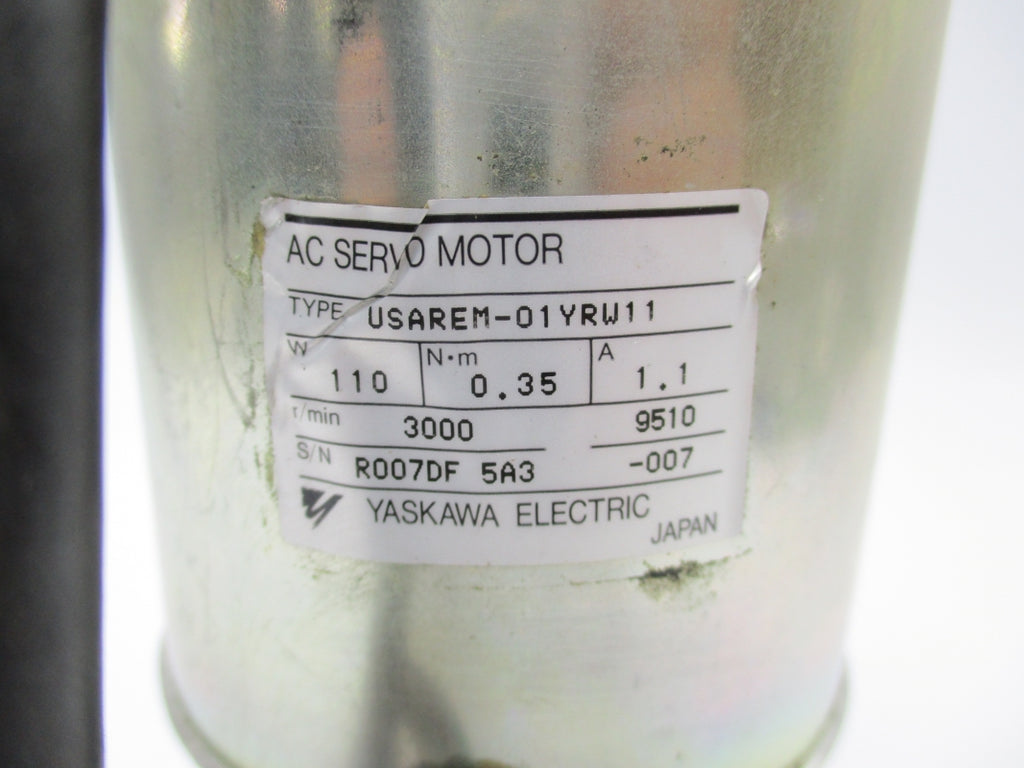 AC SERVO MOTOR
TYPE USAREM-01YRW11
W 110 N·m 0.35 A 1.1
r/min 3000 9510
S/N R007DF 5A3 -007
YASKAWA ELECTRIC
JAPAN